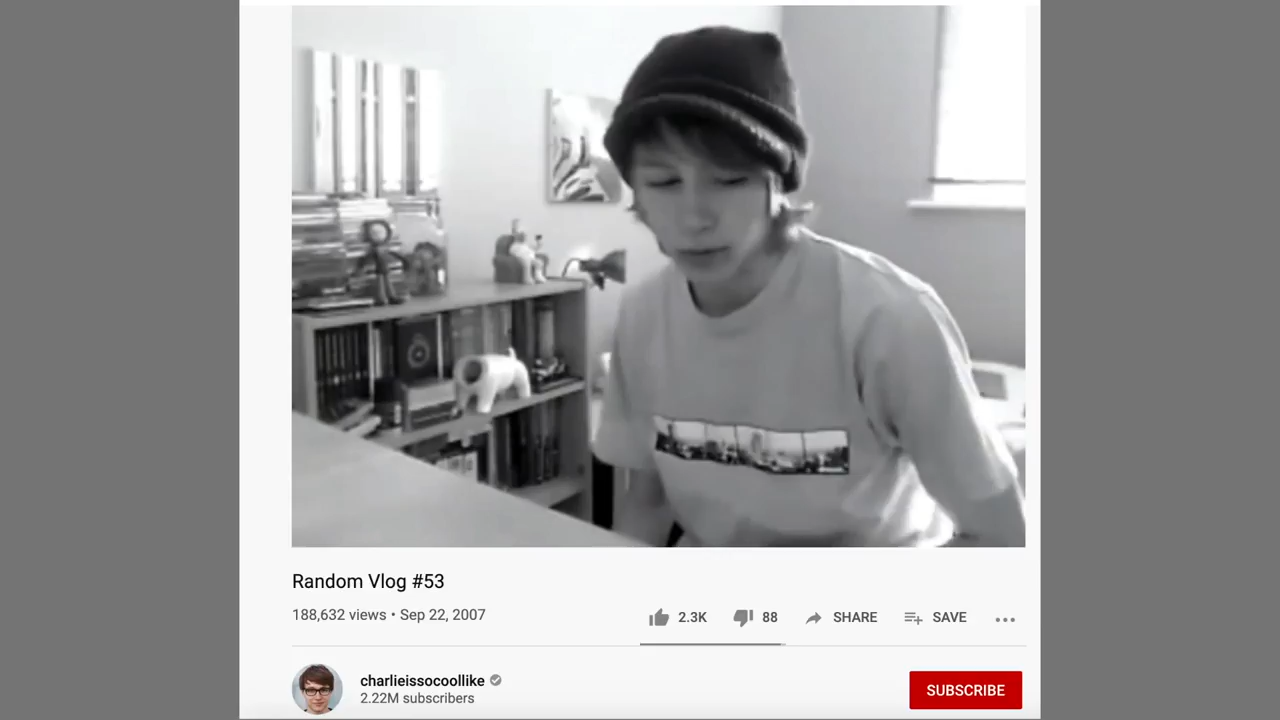 Random Vlog #53
188,632 views • Sep 22, 2007
2.3K
88
SHARE
SAVE
charlieissocoollike
2.22M subscribers
SUBSCRIBE